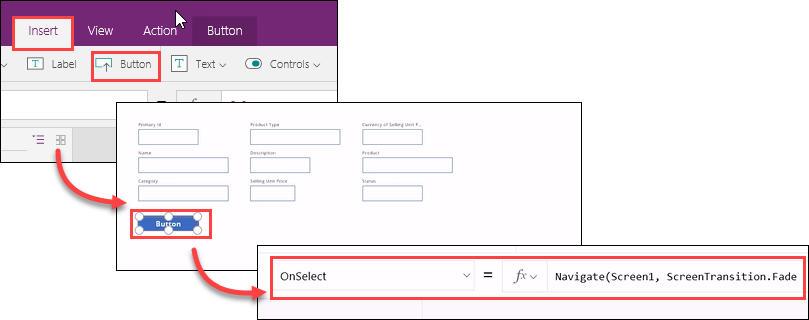 Insert View Action Button
Label Button Text Controls
Primary Id Product Type Currency of Selling Unit P...
Name Description Product
Category Selling Unit Price Status
Button
OnSelect = fx Navigate(Screen1, ScreenTransition.Fade